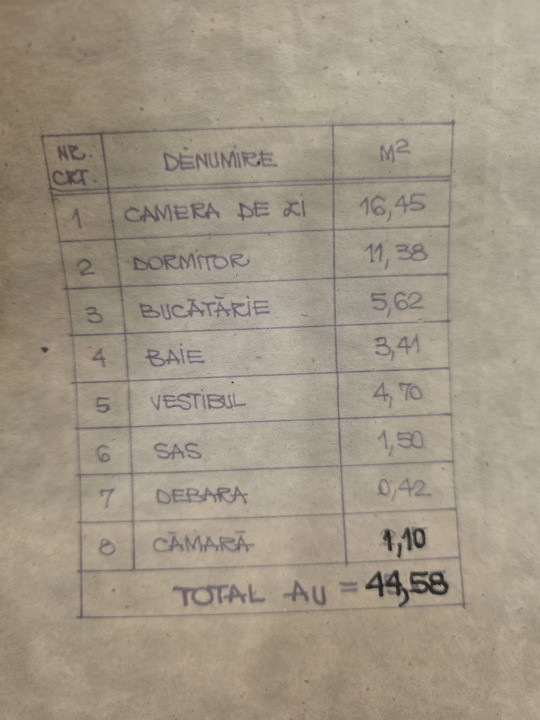 NR. CRT. DENUMIRE M2
1 CAMERA DE ZI 16,45
2 DORMITOR 11,38
3 BUCĂTĂRIE 5,62
4 BAIE 3,41
5 VESTIBUL 4,70
6 SAS 1,50
7 DEBARA 0,42
8 CĂMARĂ 1,10
TOTAL AU = 44,58